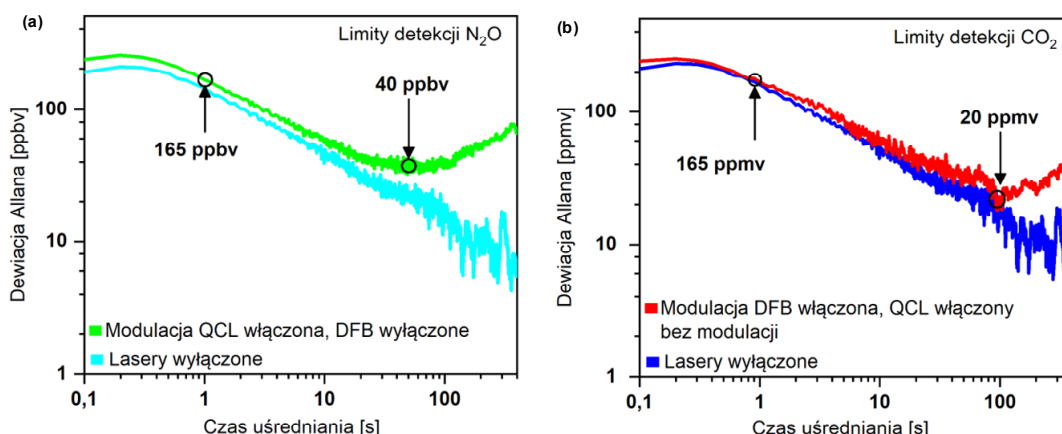 (a)
Limity detekcji N₂O
Dewiacja Allana [ppbv]
100
10
1
165 ppbv
40 ppbv
Modulacja QCL włączona, DFB wyłączone
Lasery wyłączone
0,1 1 10 100
Czas uśredniania [s]
(b)
Limity detekcji CO₂
Dewiacja Allana [ppmv]
100
10
1
165 ppmv
20 ppmv
Modulacja DFB włączona, QCL włączony
bez modulacji
Lasery wyłączone
0,1 1 10 100
Czas uśredniania [s]